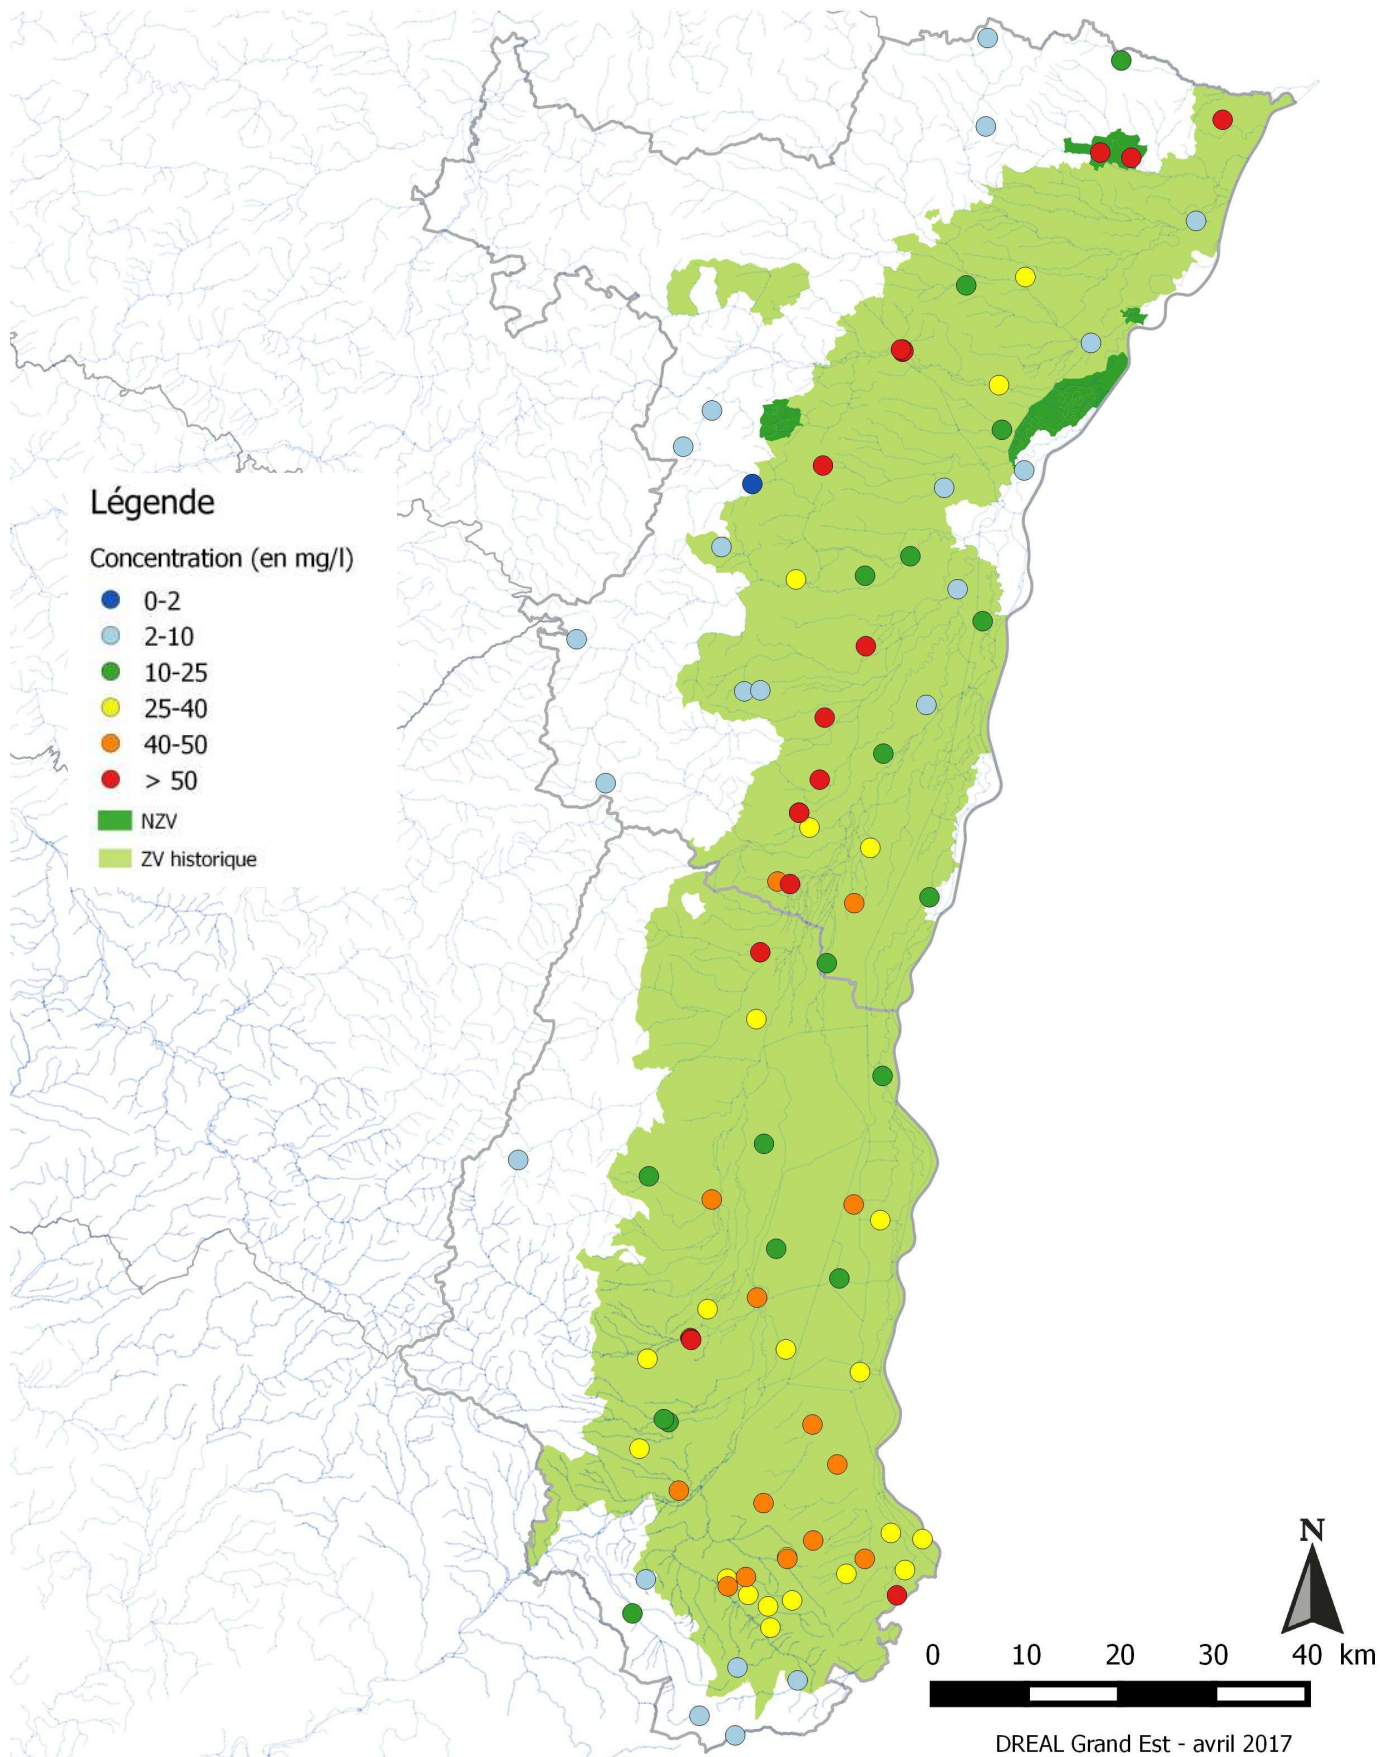 Légende
Concentration (en mg/l)
0-2
2-10
10-25
25-40
40-50
> 50
NZV
ZV historique
N
0 10 20 30 40 km
DREAL Grand Est - avril 2017